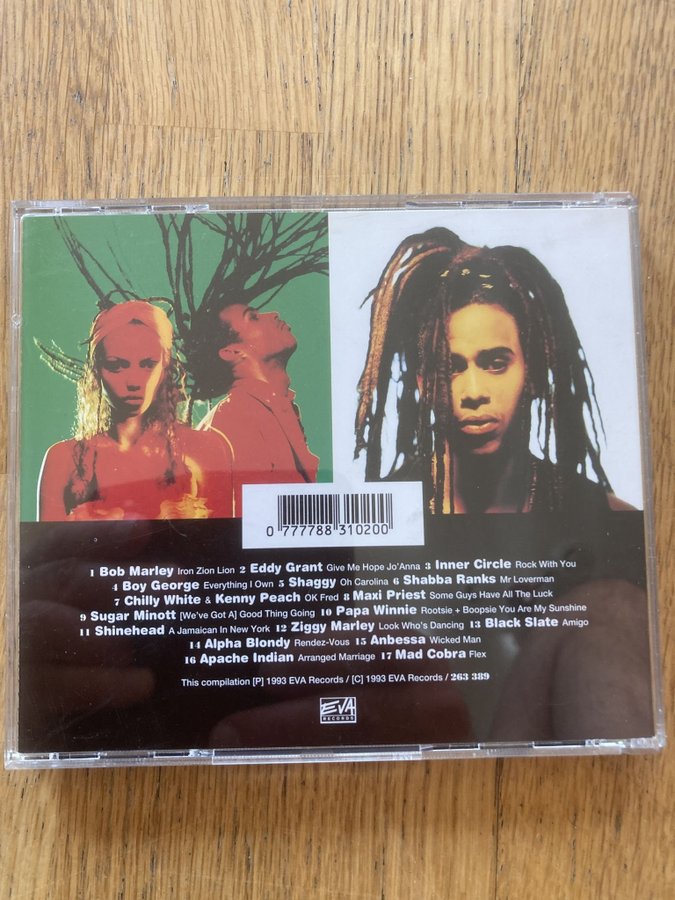 0 777788 310200
1 Bob Marley Iron Zion Lion 2 Eddy Grant Give Me Hope Jo'Anna 3 Inner Circle Rock With You
4 Boy George Everything I Own 5 Shaggy Oh Carolina 6 Shabba Ranks Mr Loverman
7 Chilly White & Kenny Peach OK Fred 8 Maxi Priest Some Guys Have All The Luck
9 Sugar Minott [We've Got A] Good Thing Going 10 Papa Winnie Rootsie + Boopsie You Are My Sunshine
11 Shinehead A Jamaican In New York 12 Ziggy Marley Look Who's Dancing 13 Black Slate Amigo
14 Alpha Blondy Rendez-Vous 15 Anbessa Wicked Man
16 Apache Indian Arranged Marriage 17 Mad Cobra Flex
This compilation [P] 1993 EVA Records / [C] 1993 EVA Records / 263 389
EVA
RECORDS